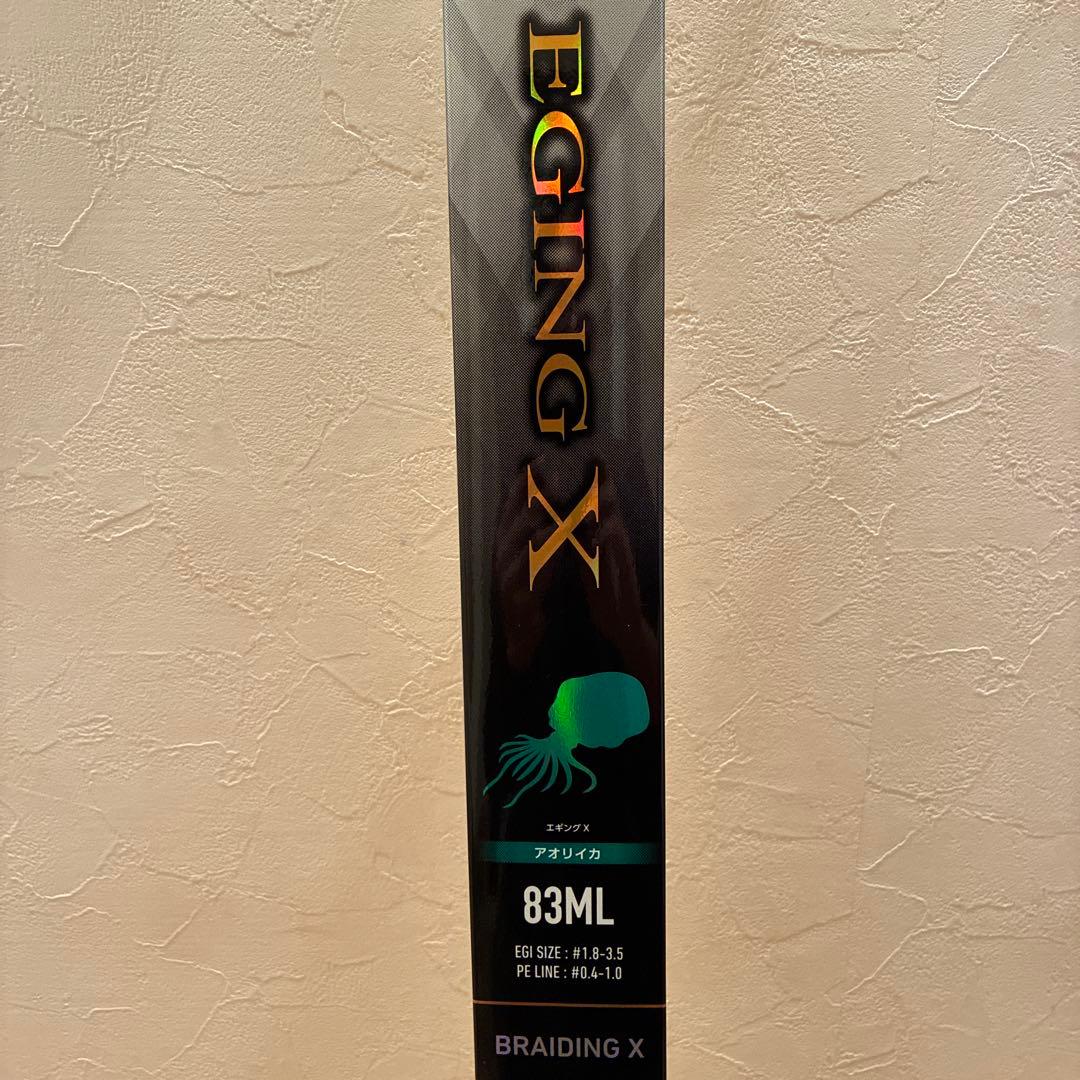 EGING X
エギング X
アオリイカ
83ML
EGI SIZE : #1.8-3.5
PE LINE : #0.4-1.0
BRAIDING X